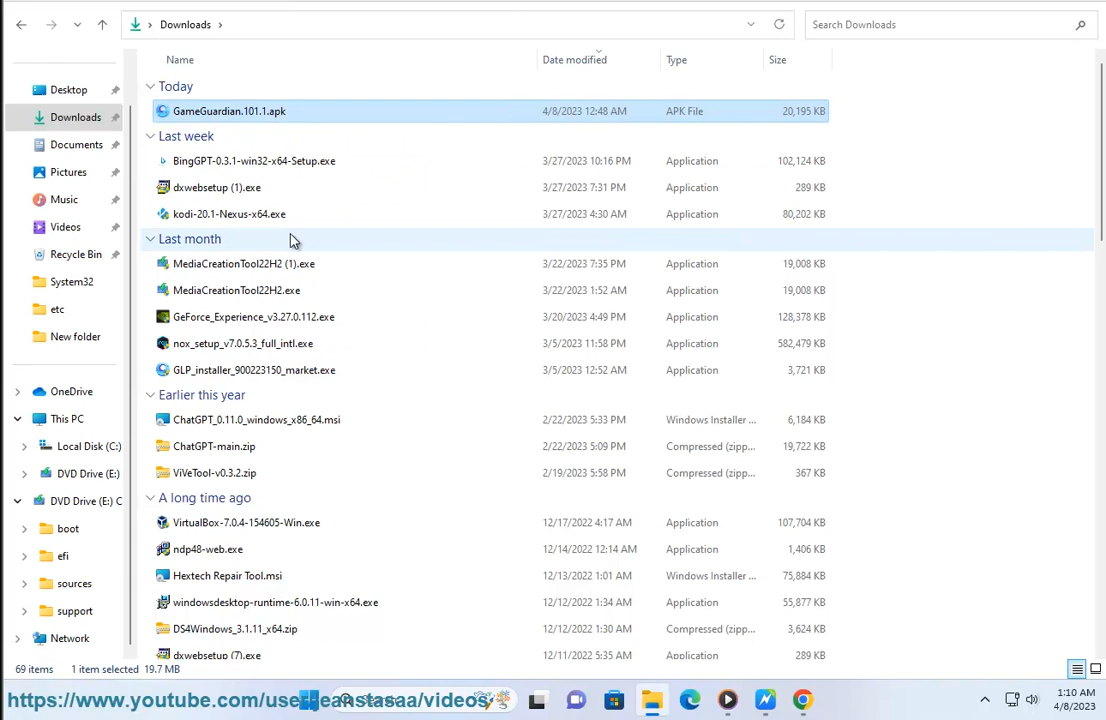 Downloads
Search Downloads
Name Date modified Type Size
Desktop
Downloads
Documents
Pictures
Music
Videos
Recycle Bin
System32
etc
New folder
OneDrive
This PC
Local Disk (C:)
DVD Drive (E:)
DVD Drive (E:) C
boot
efi
sources
support
Network
Today
GameGuardian.101.1.apk 4/8/2023 12:48 AM APK File 20,195 KB
Last week
BingGPT-0.3.1-win32-x64-Setup.exe 3/27/2023 10:16 PM Application 102,124 KB
dxwebsetup (1).exe 3/27/2023 7:31 PM Application 289 KB
kodi-20.1-Nexus-x64.exe 3/27/2023 4:30 AM Application 80,202 KB
Last month
MediaCreationTool22H2 (1).exe 3/22/2023 7:35 PM Application 19,008 KB
MediaCreationTool22H2.exe 3/22/2023 1:52 AM Application 19,008 KB
GeForce_Experience_v3.27.0.112.exe 3/20/2023 4:49 PM Application 128,378 KB
nox_setup_v7.0.5.3_full_intl.exe 3/5/2023 11:58 PM Application 582,479 KB
GLP_installer_900223150_market.exe 3/5/2023 12:52 AM Application 3,721 KB
Earlier this year
ChatGPT_0.11.0_windows_x86_64.msi 2/22/2023 5:33 PM Windows Installer ... 6,184 KB
ChatGPT-main.zip 2/22/2023 5:09 PM Compressed (zipp... 19,722 KB
ViVeTool-v0.3.2.zip 2/19/2023 5:58 PM Compressed (zipp... 367 KB
A long time ago
VirtualBox-7.0.4-154605-Win.exe 12/17/2022 4:17 AM Application 107,704 KB
ndp48-web.exe 12/14/2022 12:14 AM Application 1,406 KB
Hextech Repair Tool.msi 12/13/2022 1:01 AM Windows Installer ... 75,884 KB
windowsdesktop-runtime-6.0.11-win-x64.exe 12/12/2022 1:34 AM Application 55,877 KB
DS4Windows_3.1.11_x64.zip 12/12/2022 1:30 AM Compressed (zipp... 3,624 KB
dxwebsetup (7).exe 12/11/2022 5:35 AM Application 289 KB
69 items 1 item selected 19.7 MB
1:10 AM
4/8/2023